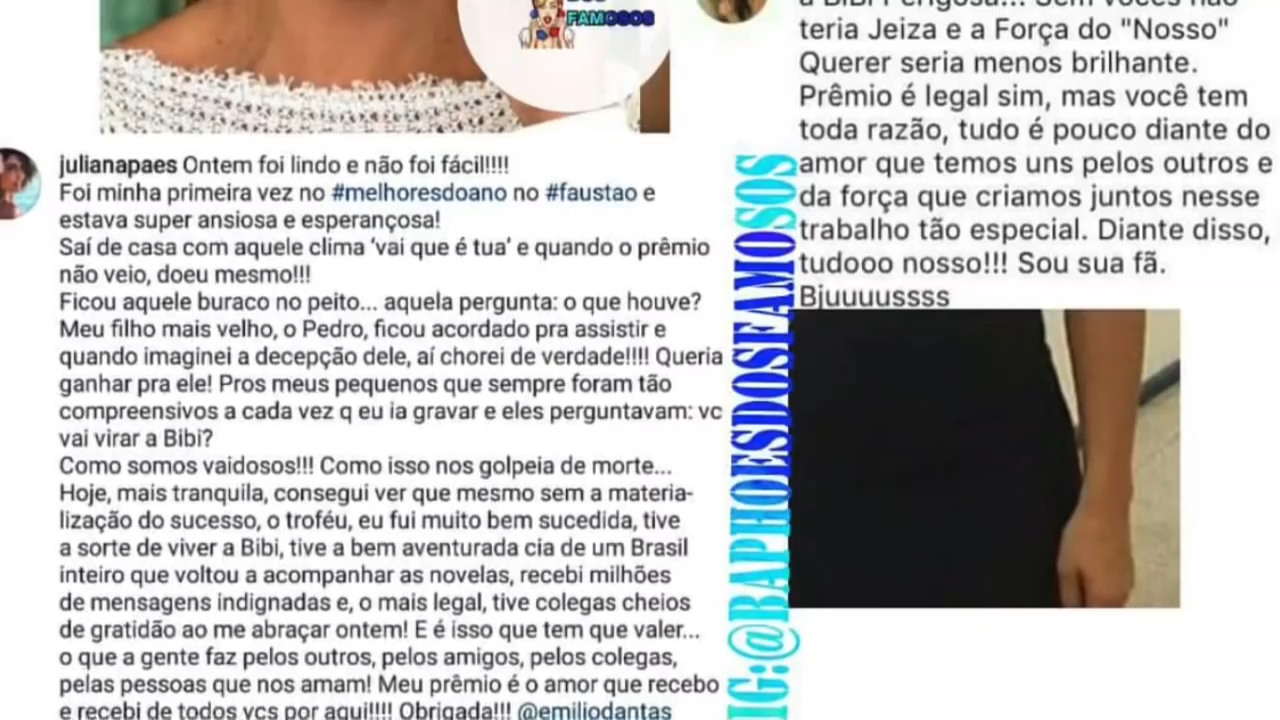 FAMOSOS
julianapaes Ontem foi lindo e não foi fácil!!!!
Foi minha primeira vez no #melhoresdoano no #faustao e
estava super ansiosa e esperançosa!
Saí de casa com aquele clima ‘vai que é tua’ e quando o prêmio
não veio, doeu mesmo!!!
Ficou aquele buraco no peito... aquela pergunta: o que houve?
Meu filho mais velho, o Pedro, ficou acordado pra assistir e
quando imaginei a decepção dele, aí chorei de verdade!!!! Queria
ganhar pra ele! Pros meus pequenos que sempre foram tão
compreensivos a cada vez q eu ia gravar e eles perguntavam: vc
vai virar a Bibi?
Como somos vaidosos!!! Como isso nos golpeia de morte...
Hoje, mais tranquila, consegui ver que mesmo sem a materia-
lização do sucesso, o troféu, eu fui muito bem sucedida, tive
a sorte de viver a Bibi, tive a bem aventurada cia de um Brasil
inteiro que voltou a acompanhar as novelas, recebi milhões
de mensagens indignadas e, o mais legal, tive colegas cheios
de gratidão ao me abraçar ontem! E é isso que tem que valer...
o que a gente faz pelos outros, pelos amigos, pelos colegas,
pelas pessoas que nos amam! Meu prêmio é o amor que recebo
e recebi de todos vcs por aqui!!!! Obrigada!!! @emiliodantas
IG:@BAPHOESDOSFAMOSOS
a Bibi Perigosa... Sem vocês não
teria Jeiza e a Força do "Nosso"
Querer seria menos brilhante.
Prêmio é legal sim, mas você tem
toda razão, tudo é pouco diante do
amor que temos uns pelos outros e
da força que criamos juntos nesse
trabalho tão especial. Diante disso,
tudooo nosso!!! Sou sua fã.
Bjuuuussss